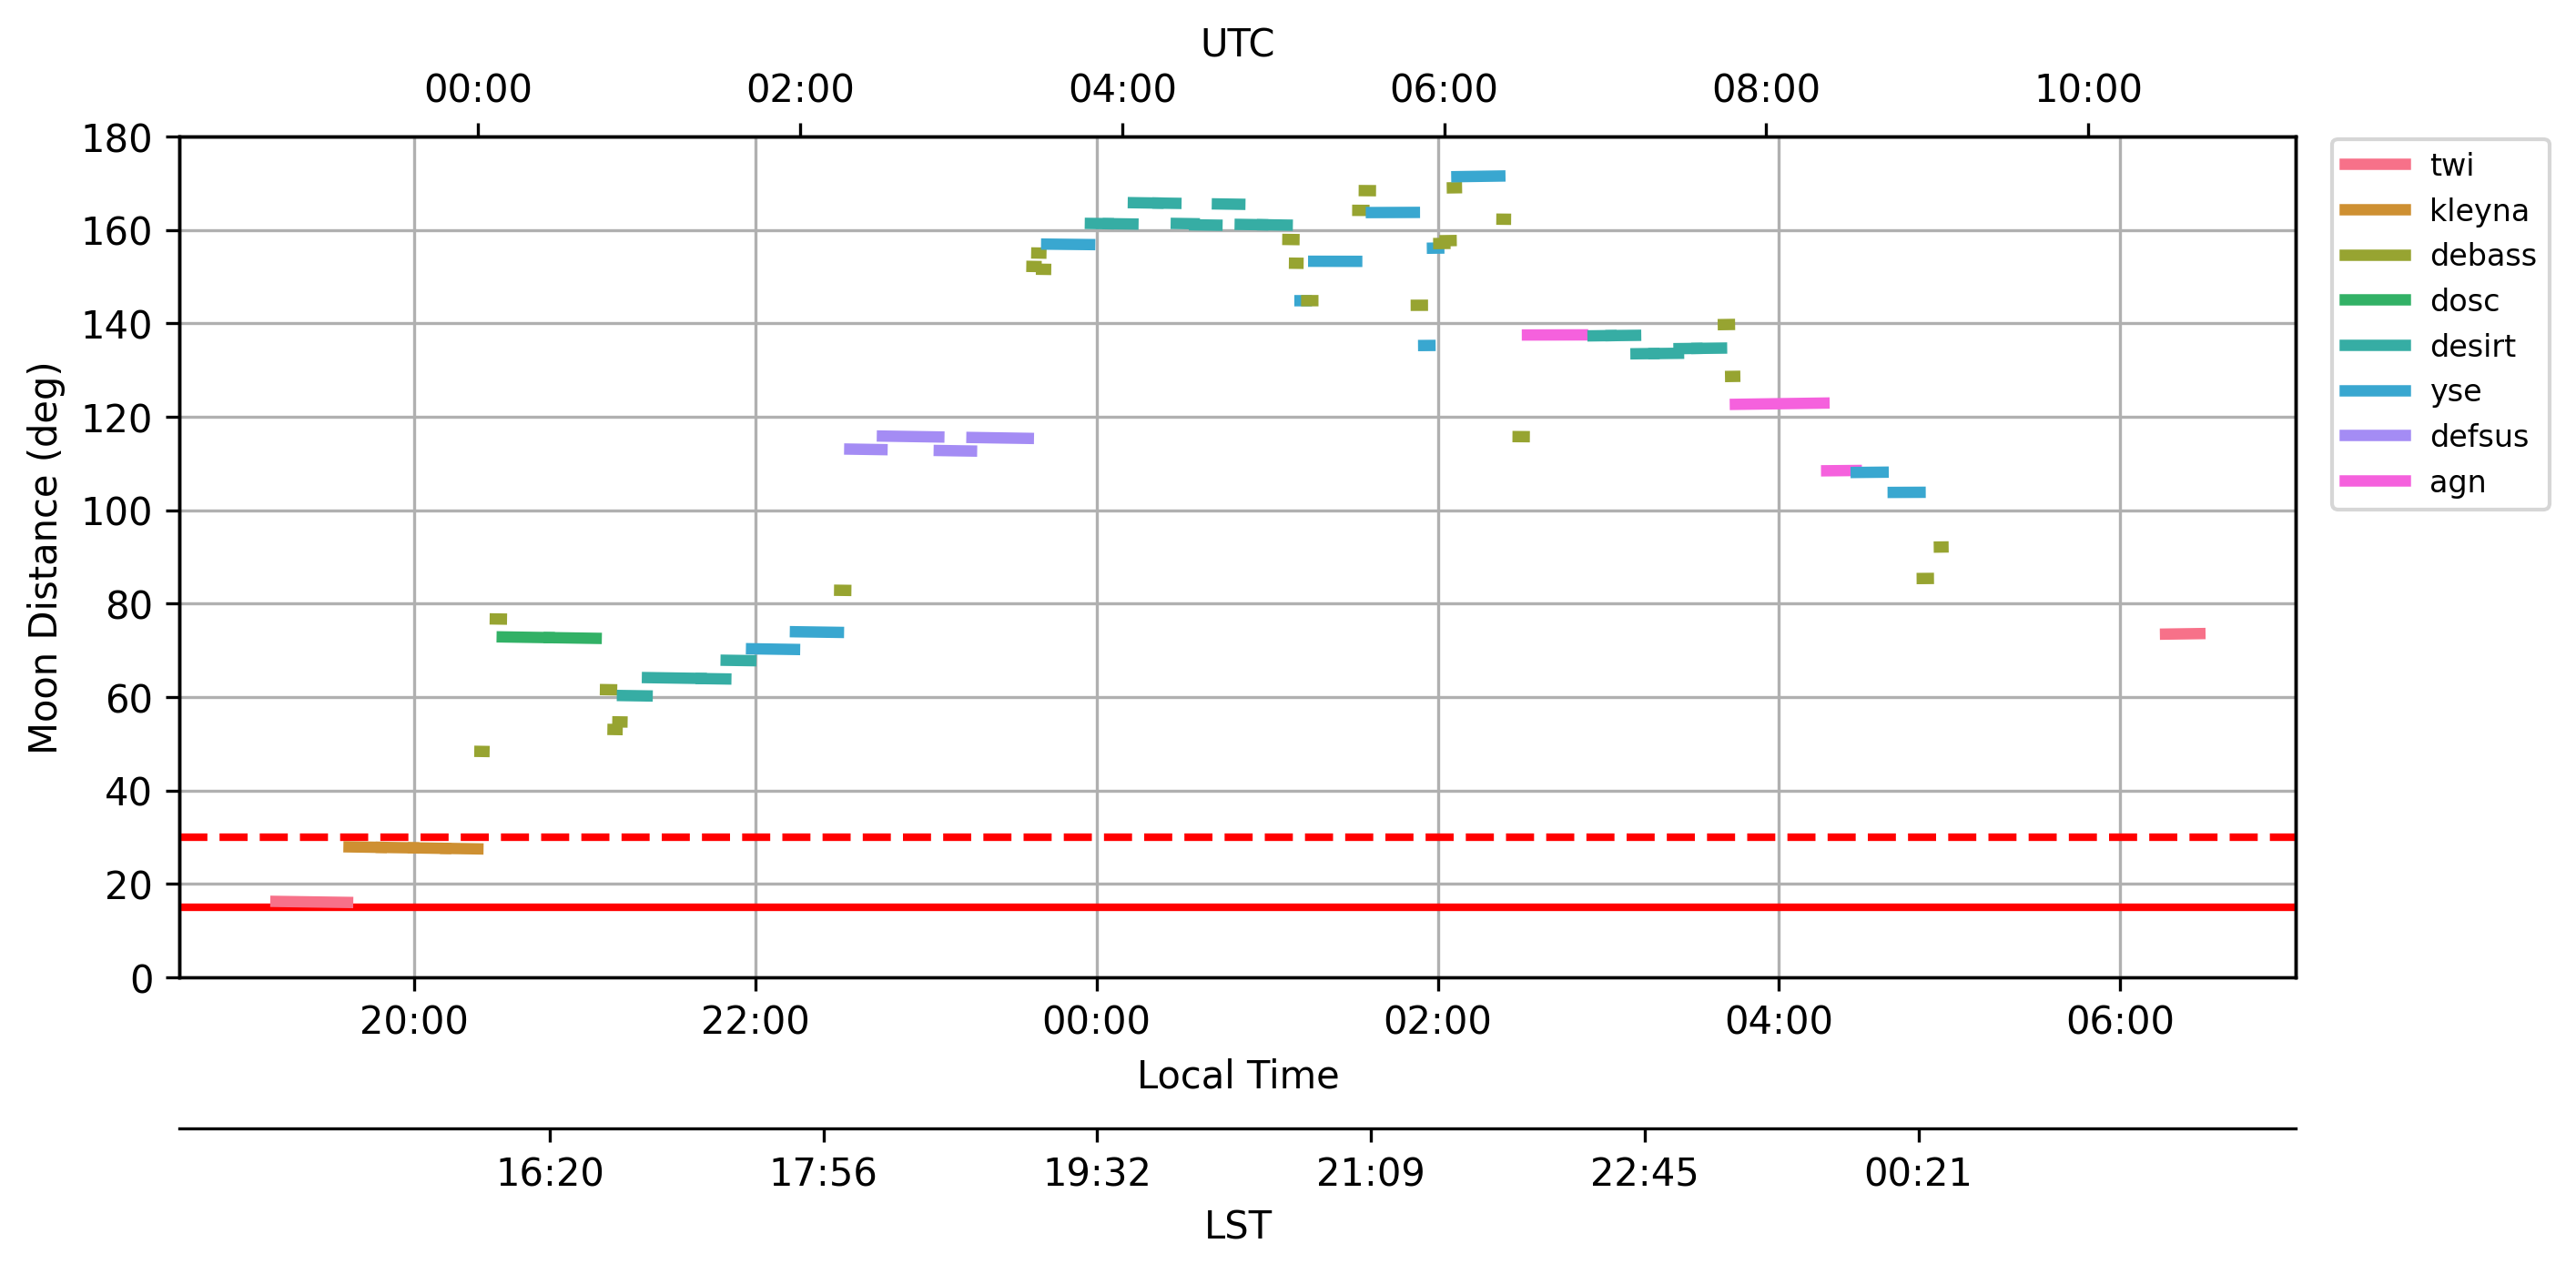 UTC
00:00 02:00 04:00 06:00 08:00 10:00
Moon Distance (deg)
180
160
140
120
100
80
60
40
20
0
twi
kleyna
debass
dosc
desirt
yse
defsus
agn
20:00 22:00 00:00 02:00 04:00 06:00
Local Time
16:20 17:56 19:32 21:09 22:45 00:21
LST